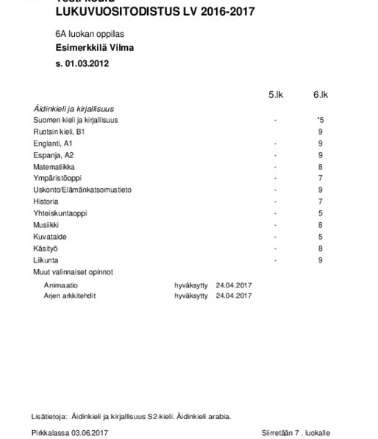 LUKUVUOSITODISTUS LV 2016-2017
6A luokan oppilas
Esimerkkilä Vilma
s. 01.03.2012
5.lk 6.lk
Äidinkieli ja kirjallisuus
Suomen kieli ja kirjallisuus - *5
Ruotsin kieli, B1 9
Englanti, A1 - 9
Espanja, A2 - 9
Matematiikka - 8
Ympäristöoppi - 7
Uskonto/Elämänkatsomustieto - 9
Historia - 7
Yhteiskuntaoppi - 5
Musiikki - 8
Kuvataide - 5
Käsityö - 8
Liikunta - 9
Muut valinnaiset opinnot
Animaatio hyväksytty 24.04.2017
Arjen arkkitehdit hyväksytty 24.04.2017
Lisätietoja: Äidinkieli ja kirjallisuus S2-kieli. Äidinkieli arabia.
Pirkkalassa 03.06.2017 Siirretään 7 . luokalle